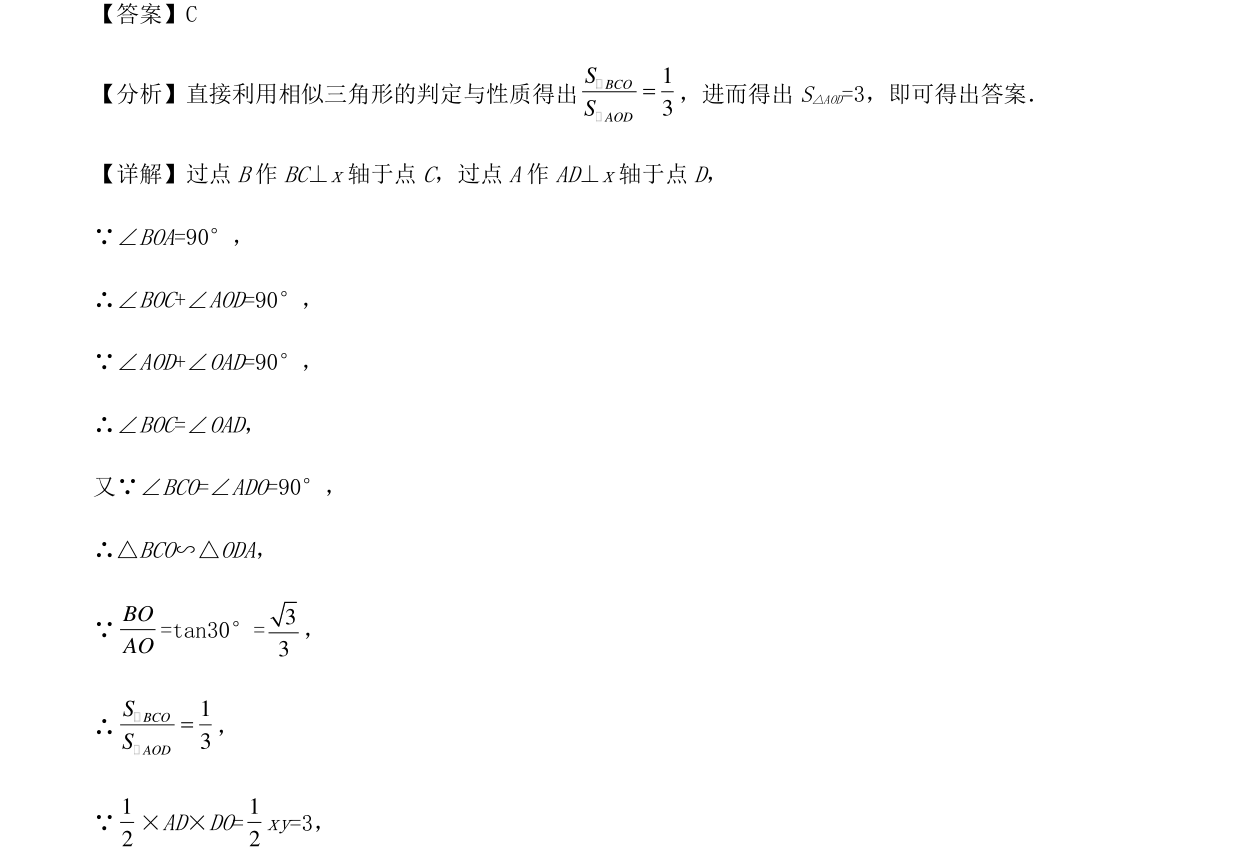 【答案】C
【分析】直接利用相似三角形的判定与性质得出 S□BCO/S□AOD = 1/3，进而得出 S△AOD=3，即可得出答案．
【详解】过点 B 作 BC⊥x 轴于点 C，过点 A 作 AD⊥x 轴于点 D，
∵∠BOA=90°，
∴∠BOC+∠AOD=90°，
∵∠AOD+∠OAD=90°，
∴∠BOC=∠OAD，
又∵∠BCO=∠ADO=90°，
∴△BCO∽△ODA，
∵BO/AO=tan30°=√3/3，
∴S□BCO/S□AOD = 1/3，
∵1/2×AD×DO=1/2xy=3，